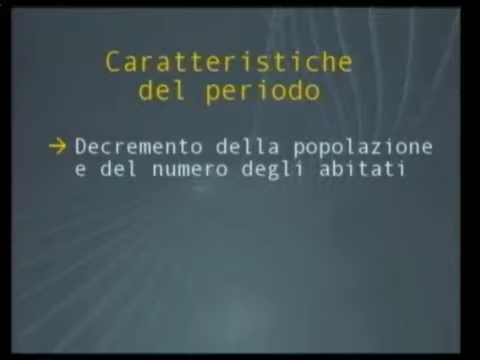 Caratteristiche
del periodo
→ Decremento della popolazione
e del numero degli abitati